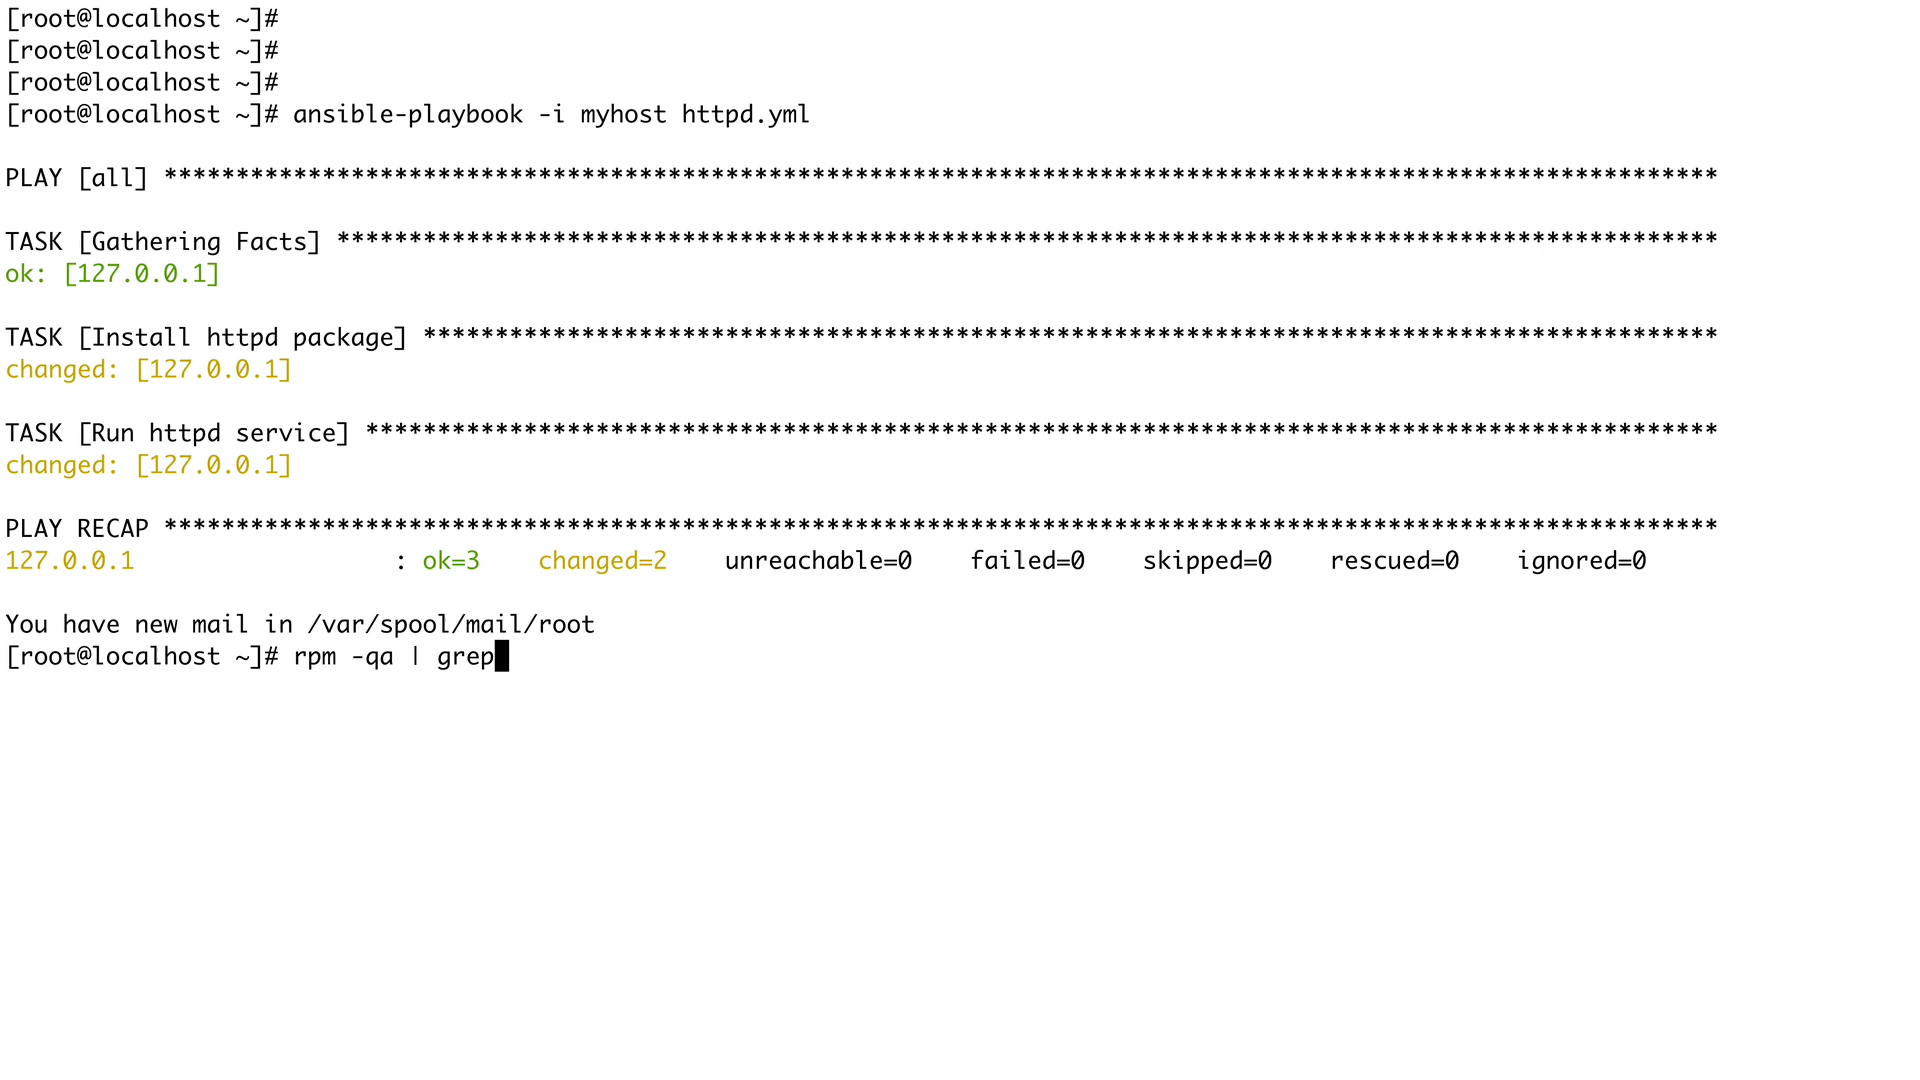 [root@localhost ~]#
[root@localhost ~]#
[root@localhost ~]#
[root@localhost ~]# ansible-playbook -i myhost httpd.yml
PLAY [all] ************************************************************************************************************
TASK [Gathering Facts] ************************************************************************************************
ok: [127.0.0.1]
TASK [Install httpd package] ******************************************************************************************
changed: [127.0.0.1]
TASK [Run httpd service] **********************************************************************************************
changed: [127.0.0.1]
PLAY RECAP ************************************************************************************************************
127.0.0.1                  : ok=3    changed=2    unreachable=0    failed=0    skipped=0    rescued=0    ignored=0
You have new mail in /var/spool/mail/root
[root@localhost ~]# rpm -qa | grep